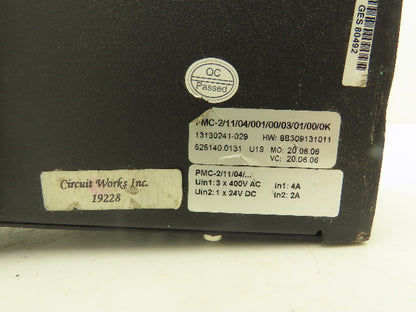 GES 80492
QC
Passed
PMC-2/11/04/001/00/03/01/00/0K
13130241-029 HW: 8B309131011
525140.0131 U19 MO: 20.06.06
VC: 20.06.06
PMC-2/11/04/...
Uin1: 3 x 400V AC In1: 4A
Uin2: 1 x 24V DC In2: 2A
Circuit Works Inc.
19228